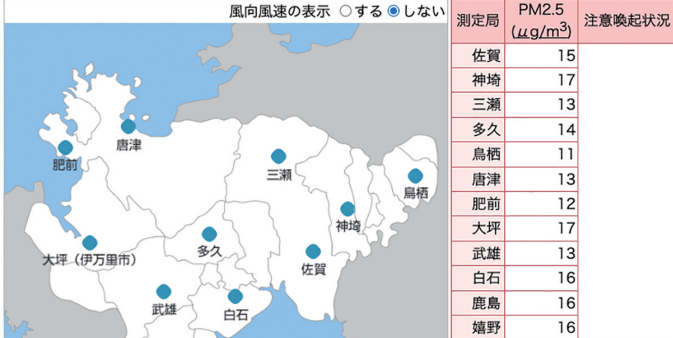 風向風速の表示 ○する ◉しない
唐津
肥前
三瀬
鳥栖
神埼
大坪（伊万里市）
多久
佐賀
武雄
白石
測定局 PM2.5 (μg/m³) 注意喚起状況
佐賀 15
神埼 17
三瀬 13
多久 14
鳥栖 11
唐津 13
肥前 12
大坪 17
武雄 13
白石 16
鹿島 16
嬉野 16